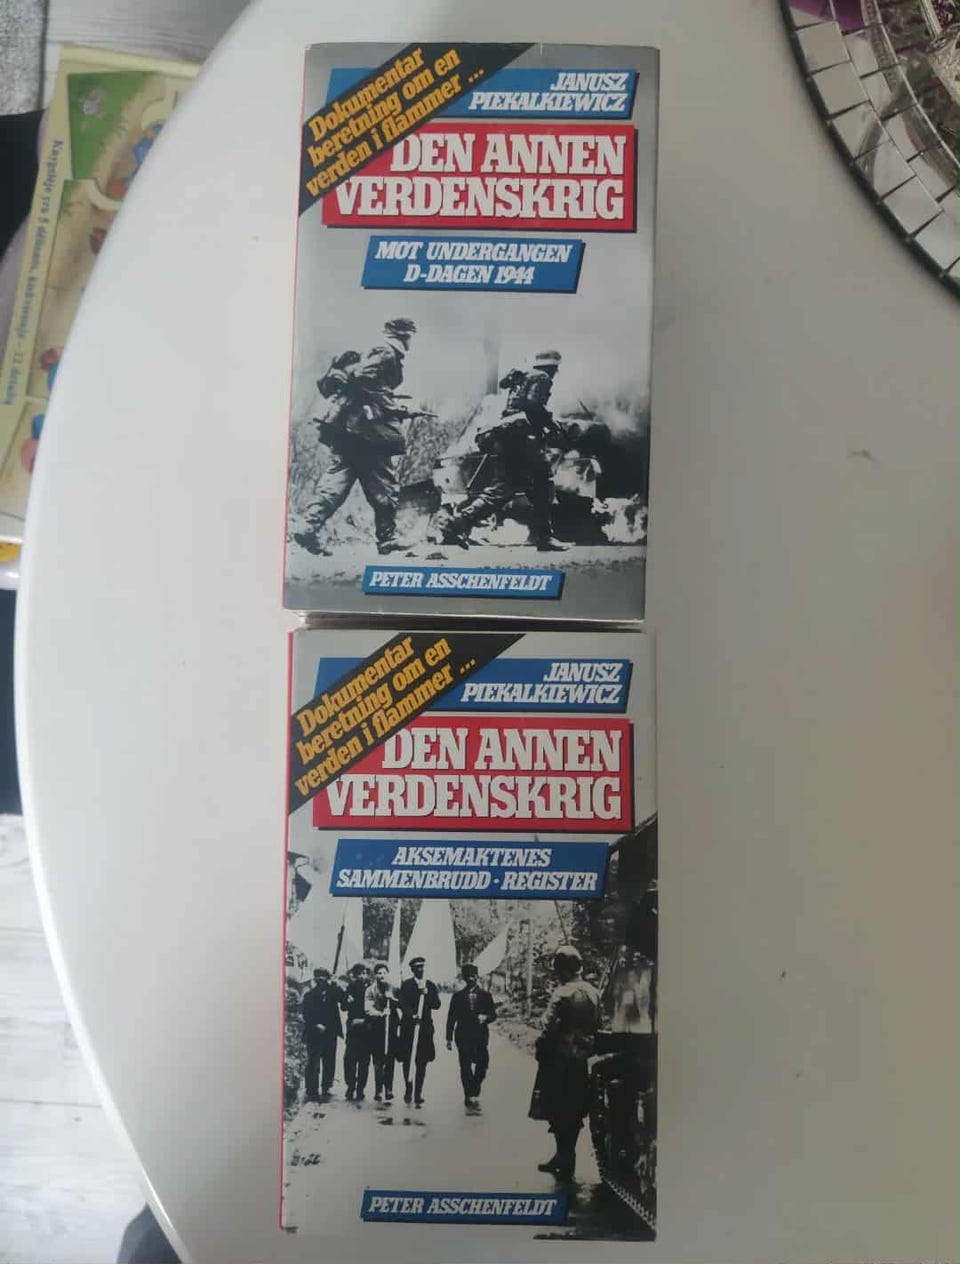 Dokumentar
beretning om en
verden i flammer ...
JANUSZ
PIEKALKIEWICZ
DEN ANNEN
VERDENSKRIG
MOT UNDERGANGEN
D-DAGEN 1944
PETER ASSCHENFELDT
Dokumentar
beretning om en
verden i flammer ...
JANUSZ
PIEKALKIEWICZ
DEN ANNEN
VERDENSKRIG
AKSEMAKTENES
SAMMENBRUDD · REGISTER
PETER ASSCHENFELDT